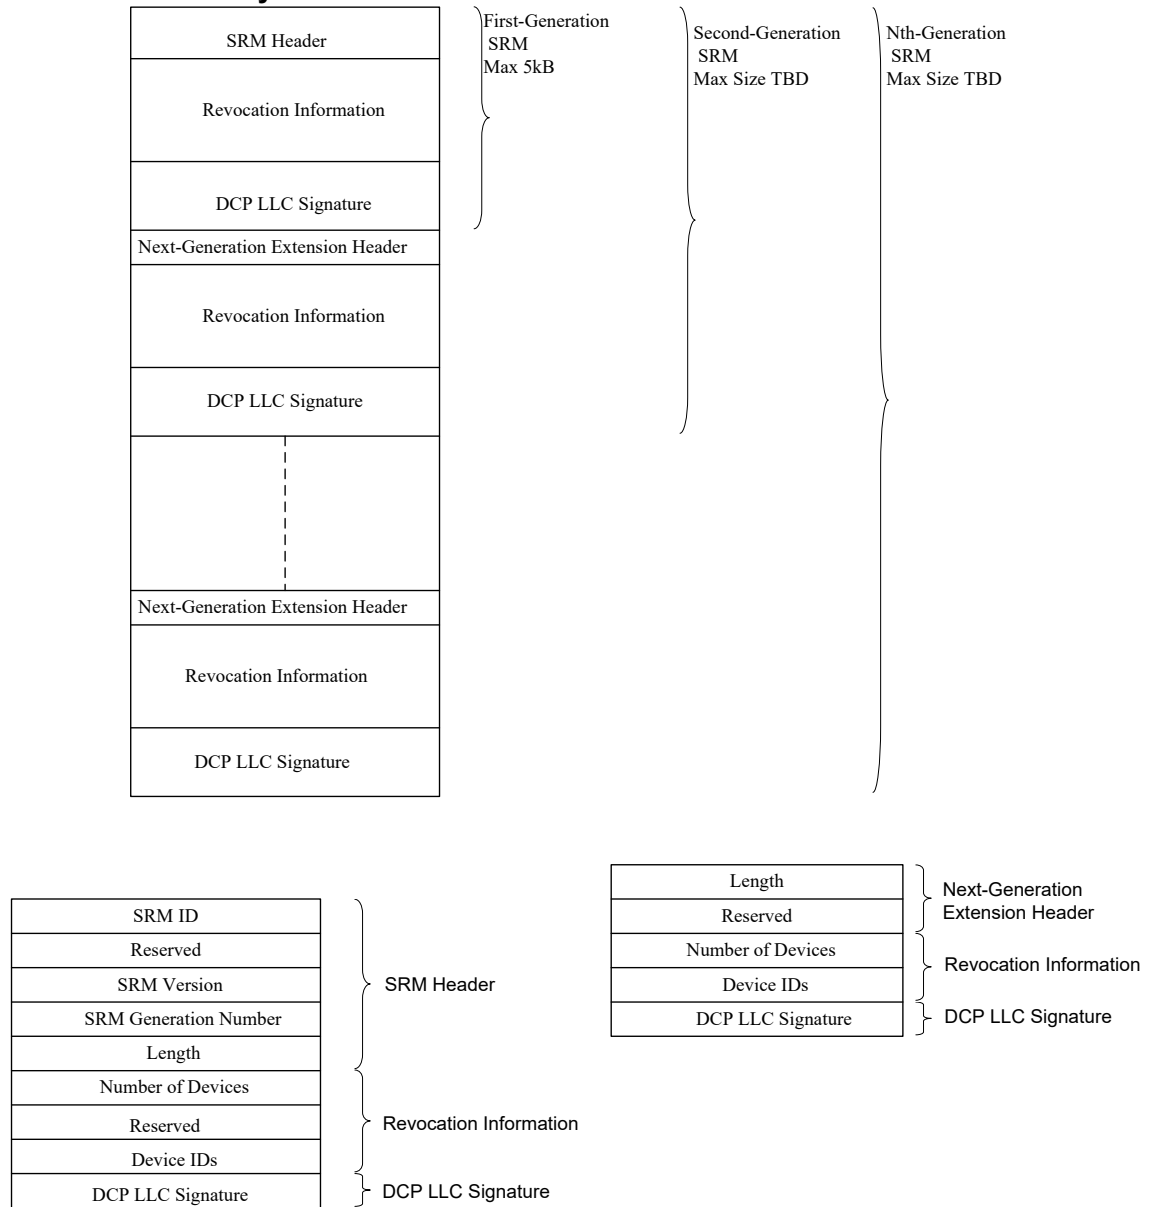 SRM Header
Revocation Information
DCP LLC Signature
Next-Generation Extension Header
Revocation Information
DCP LLC Signature
Next-Generation Extension Header
Revocation Information
DCP LLC Signature
First-Generation
SRM
Max 5kB
Second-Generation
SRM
Max Size TBD
Nth-Generation
SRM
Max Size TBD
SRM ID
Reserved
SRM Version
SRM Generation Number
Length
Number of Devices
Reserved
Device IDs
DCP LLC Signature
SRM Header
Revocation Information
DCP LLC Signature
Length
Reserved
Number of Devices
Device IDs
DCP LLC Signature
Next-Generation
Extension Header
Revocation Information
DCP LLC Signature